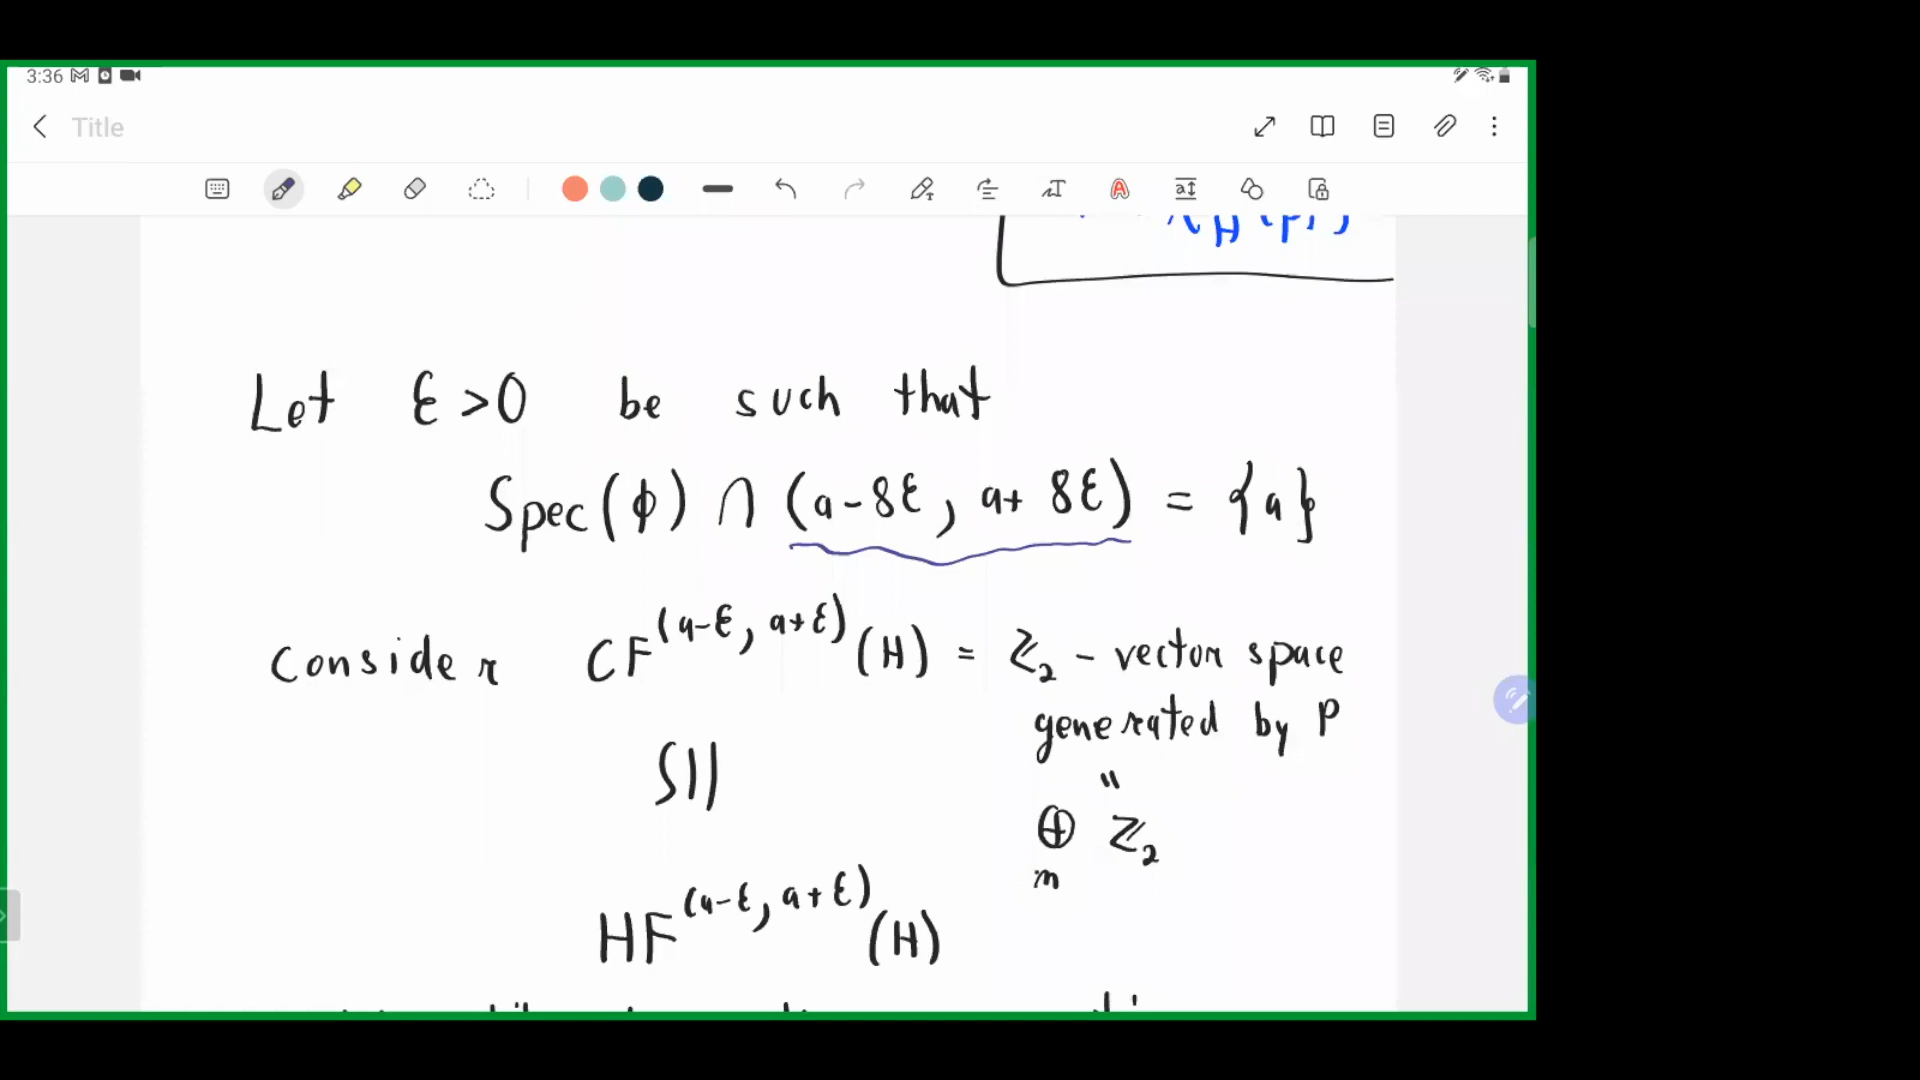 3:36
Title
Let ε > 0 be such that
Spec(φ) ∩ (a-8ε, a+8ε) = {a}
Consider CF^(a-ε, a+ε) (H) = ℤ₂ - vector space
generated by P
S11
"
⊕ ℤ₂
m
HF^(a-ε, a+ε) (H)